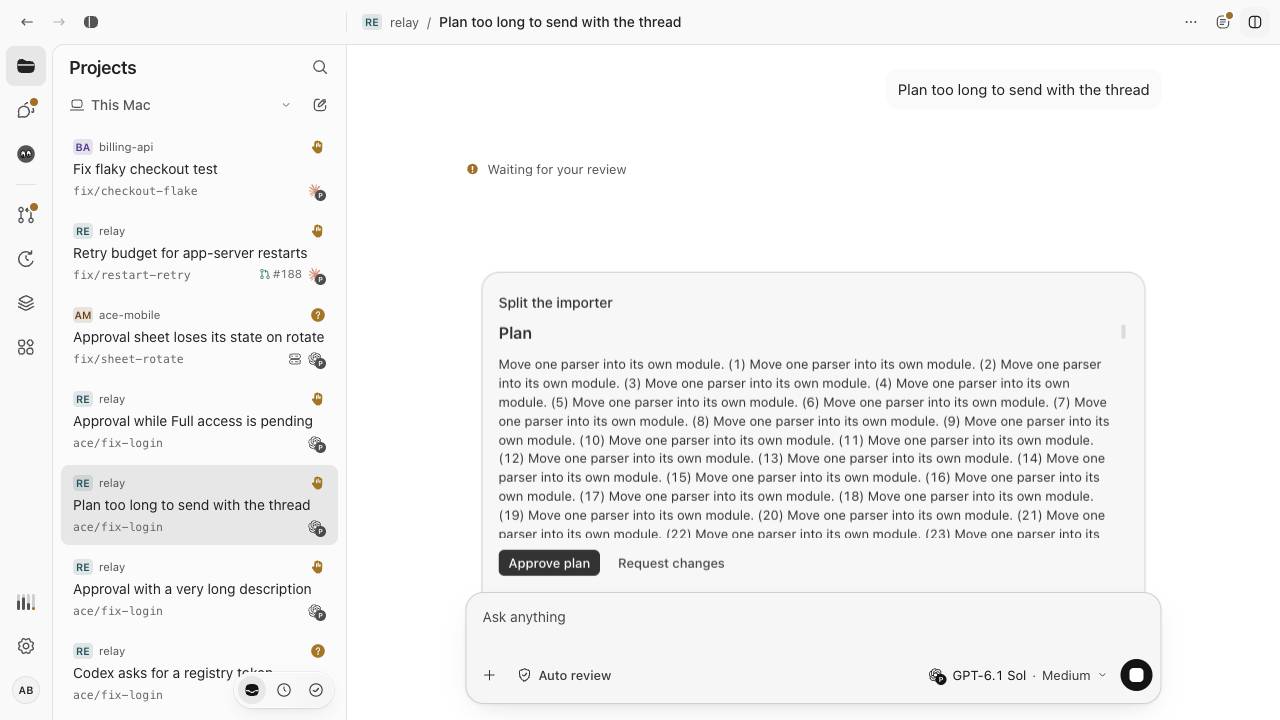 RE relay / Plan too long to send with the thread
Projects
This Mac
BA billing-api
Fix flaky checkout test
fix/checkout-flake
RE relay
Retry budget for app-server restarts
fix/restart-retry #188
AM ace-mobile
Approval sheet loses its state on rotate
fix/sheet-rotate
RE relay
Approval while Full access is pending
ace/fix-login
RE relay
Plan too long to send with the thread
ace/fix-login
RE relay
Approval with a very long description
ace/fix-login
RE relay
Codex asks for a registry token
ace/fix-login
AB
Plan too long to send with the thread
Waiting for your review
Split the importer
Plan
Move one parser into its own module. (1) Move one parser into its own module. (2) Move one parser
into its own module. (3) Move one parser into its own module. (4) Move one parser into its own
module. (5) Move one parser into its own module. (6) Move one parser into its own module. (7) Move
one parser into its own module. (8) Move one parser into its own module. (9) Move one parser into its
own module. (10) Move one parser into its own module. (11) Move one parser into its own module.
(12) Move one parser into its own module. (13) Move one parser into its own module. (14) Move one
parser into its own module. (15) Move one parser into its own module. (16) Move one parser into its
own module. (17) Move one parser into its own module. (18) Move one parser into its own module.
(19) Move one parser into its own module. (20) Move one parser into its own module. (21) Move one
parser into its own module. (22) Move one parser into its own module. (23) Move one parser into its
Approve plan Request changes
Ask anything
Auto review
GPT-6.1 Sol · Medium